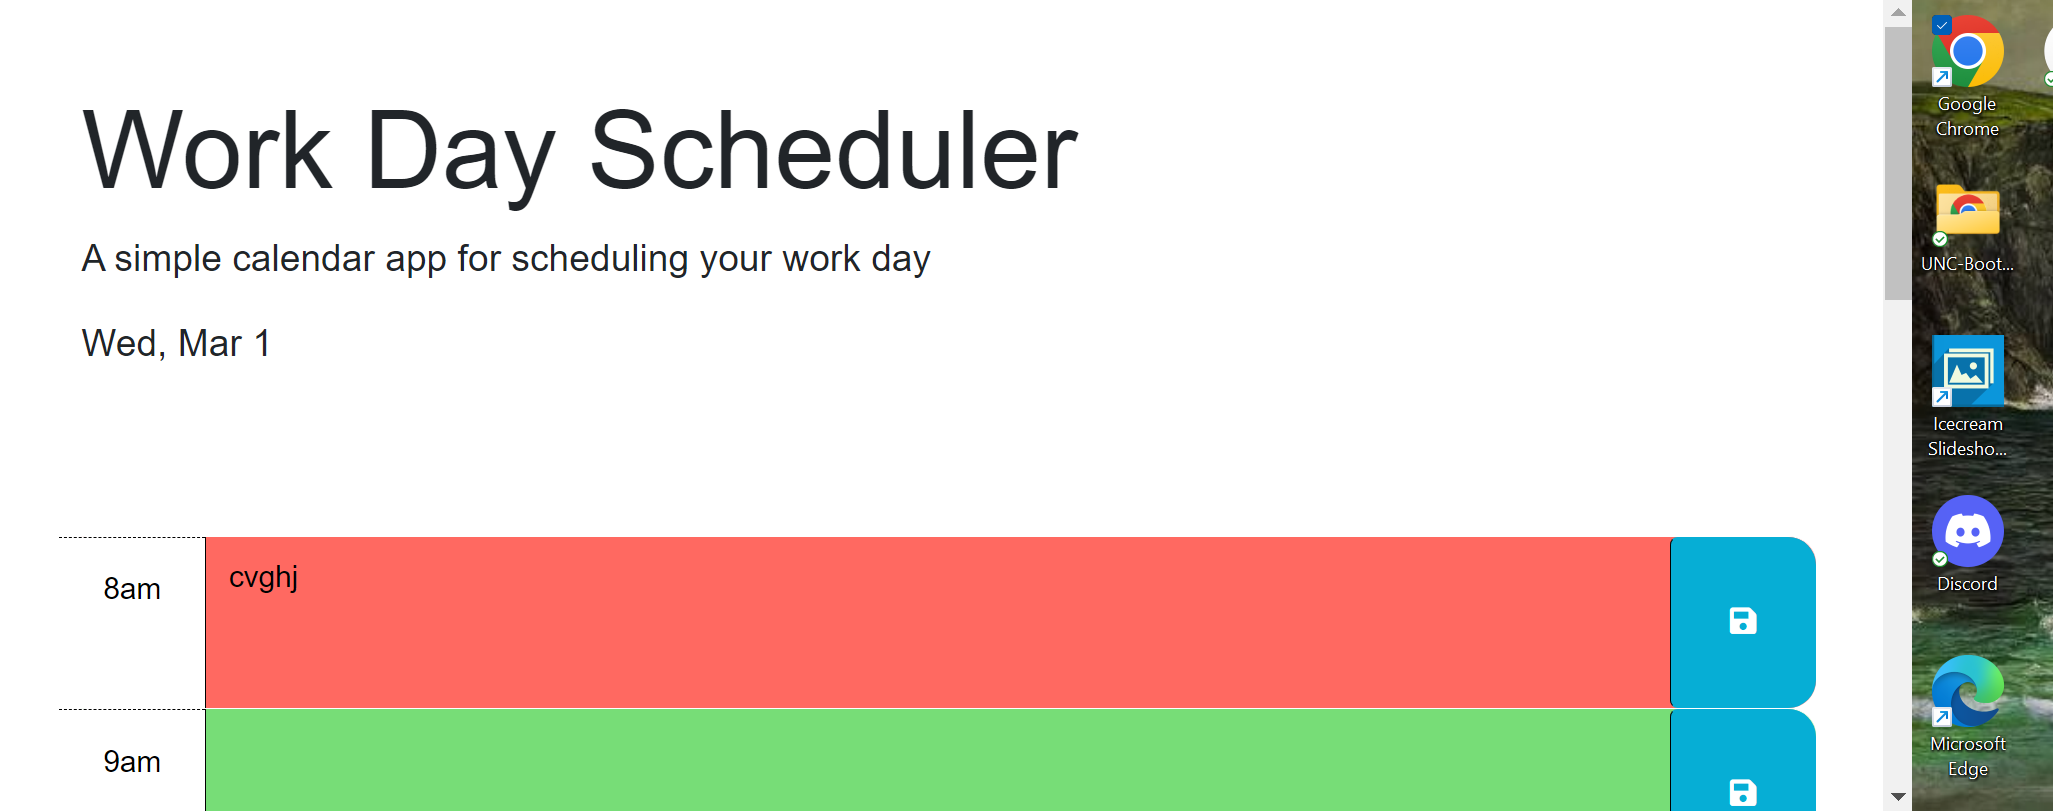 Work Day Scheduler
A simple calendar app for scheduling your work day
Wed, Mar 1
8am
cvghj
9am
Google
Chrome
UNC-Boot...
Icecream
Slidesho...
Discord
Microsoft
Edge